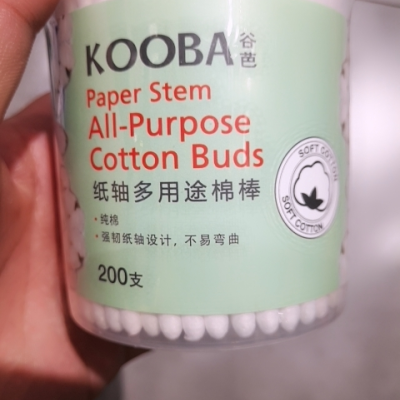 KOOBA 谷芭
Paper Stem
All-Purpose
Cotton Buds
纸轴多用途棉棒
·纯棉
·强韧纸轴设计,不易弯曲
200支
SOFT COTTON
SOFT COTTON